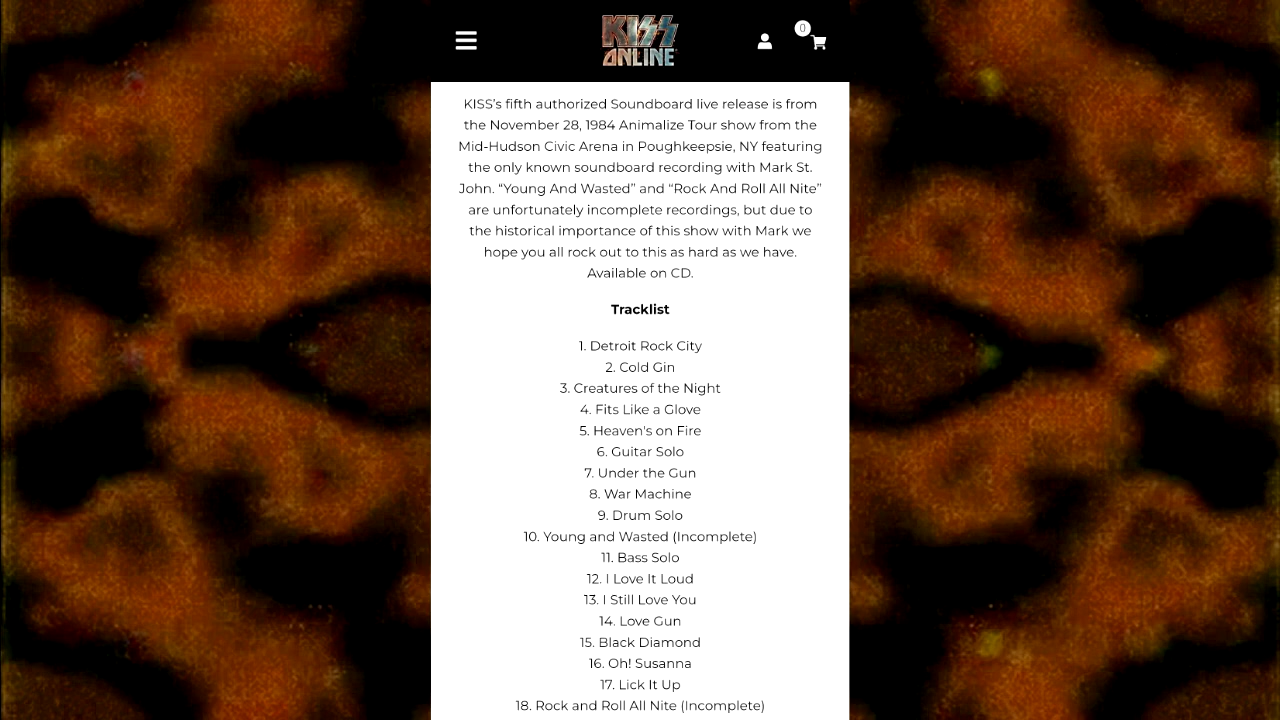 KISS
ONLINE
0
KISS’s fifth authorized Soundboard live release is from
the November 28, 1984 Animalize Tour show from the
Mid-Hudson Civic Arena in Poughkeepsie, NY featuring
the only known soundboard recording with Mark St.
John. “Young And Wasted” and “Rock And Roll All Nite”
are unfortunately incomplete recordings, but due to
the historical importance of this show with Mark we
hope you all rock out to this as hard as we have.
Available on CD.
Tracklist
1. Detroit Rock City
2. Cold Gin
3. Creatures of the Night
4. Fits Like a Glove
5. Heaven's on Fire
6. Guitar Solo
7. Under the Gun
8. War Machine
9. Drum Solo
10. Young and Wasted (Incomplete)
11. Bass Solo
12. I Love It Loud
13. I Still Love You
14. Love Gun
15. Black Diamond
16. Oh! Susanna
17. Lick It Up
18. Rock and Roll All Nite (Incomplete)